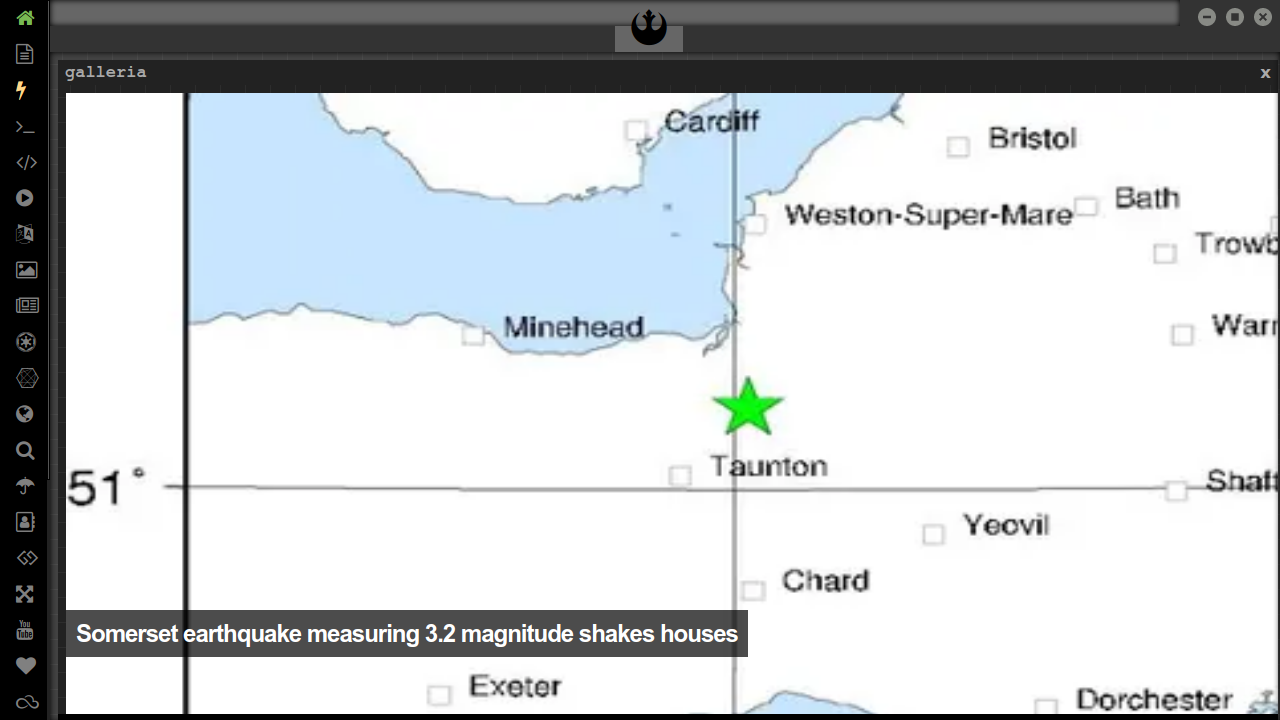 galleria
x
Cardiff
Bristol
Bath
Weston-Super-Mare
Trowb
Minehead
Warr
51°
Taunton
Shaft
Yeovil
Chard
Somerset earthquake measuring 3.2 magnitude shakes houses
Exeter
Dorchester
You
Tube